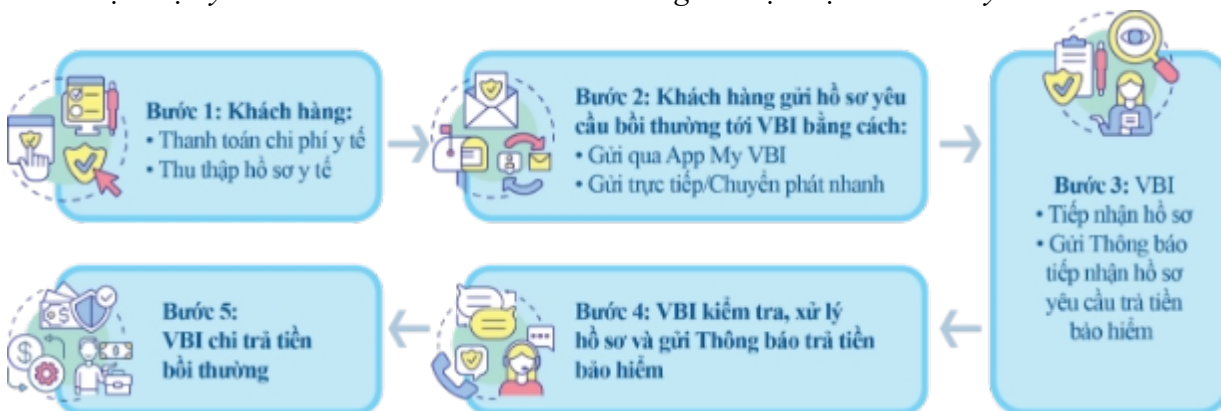 Bước 1: Khách hàng:
• Thanh toán chi phí y tế
• Thu thập hồ sơ y tế
Bước 2: Khách hàng gửi hồ sơ yêu
cầu bồi thường tới VBI bằng cách:
• Gửi qua App My VBI
• Gửi trực tiếp/Chuyển phát nhanh
Bước 3: VBI
• Tiếp nhận hồ sơ
• Gửi Thông báo
tiếp nhận hồ sơ
yêu cầu trả tiền
bảo hiểm
Bước 4: VBI kiểm tra, xử lý
hồ sơ và gửi Thông báo trả tiền
bảo hiểm
Bước 5:
VBI chi trả tiền
bồi thường